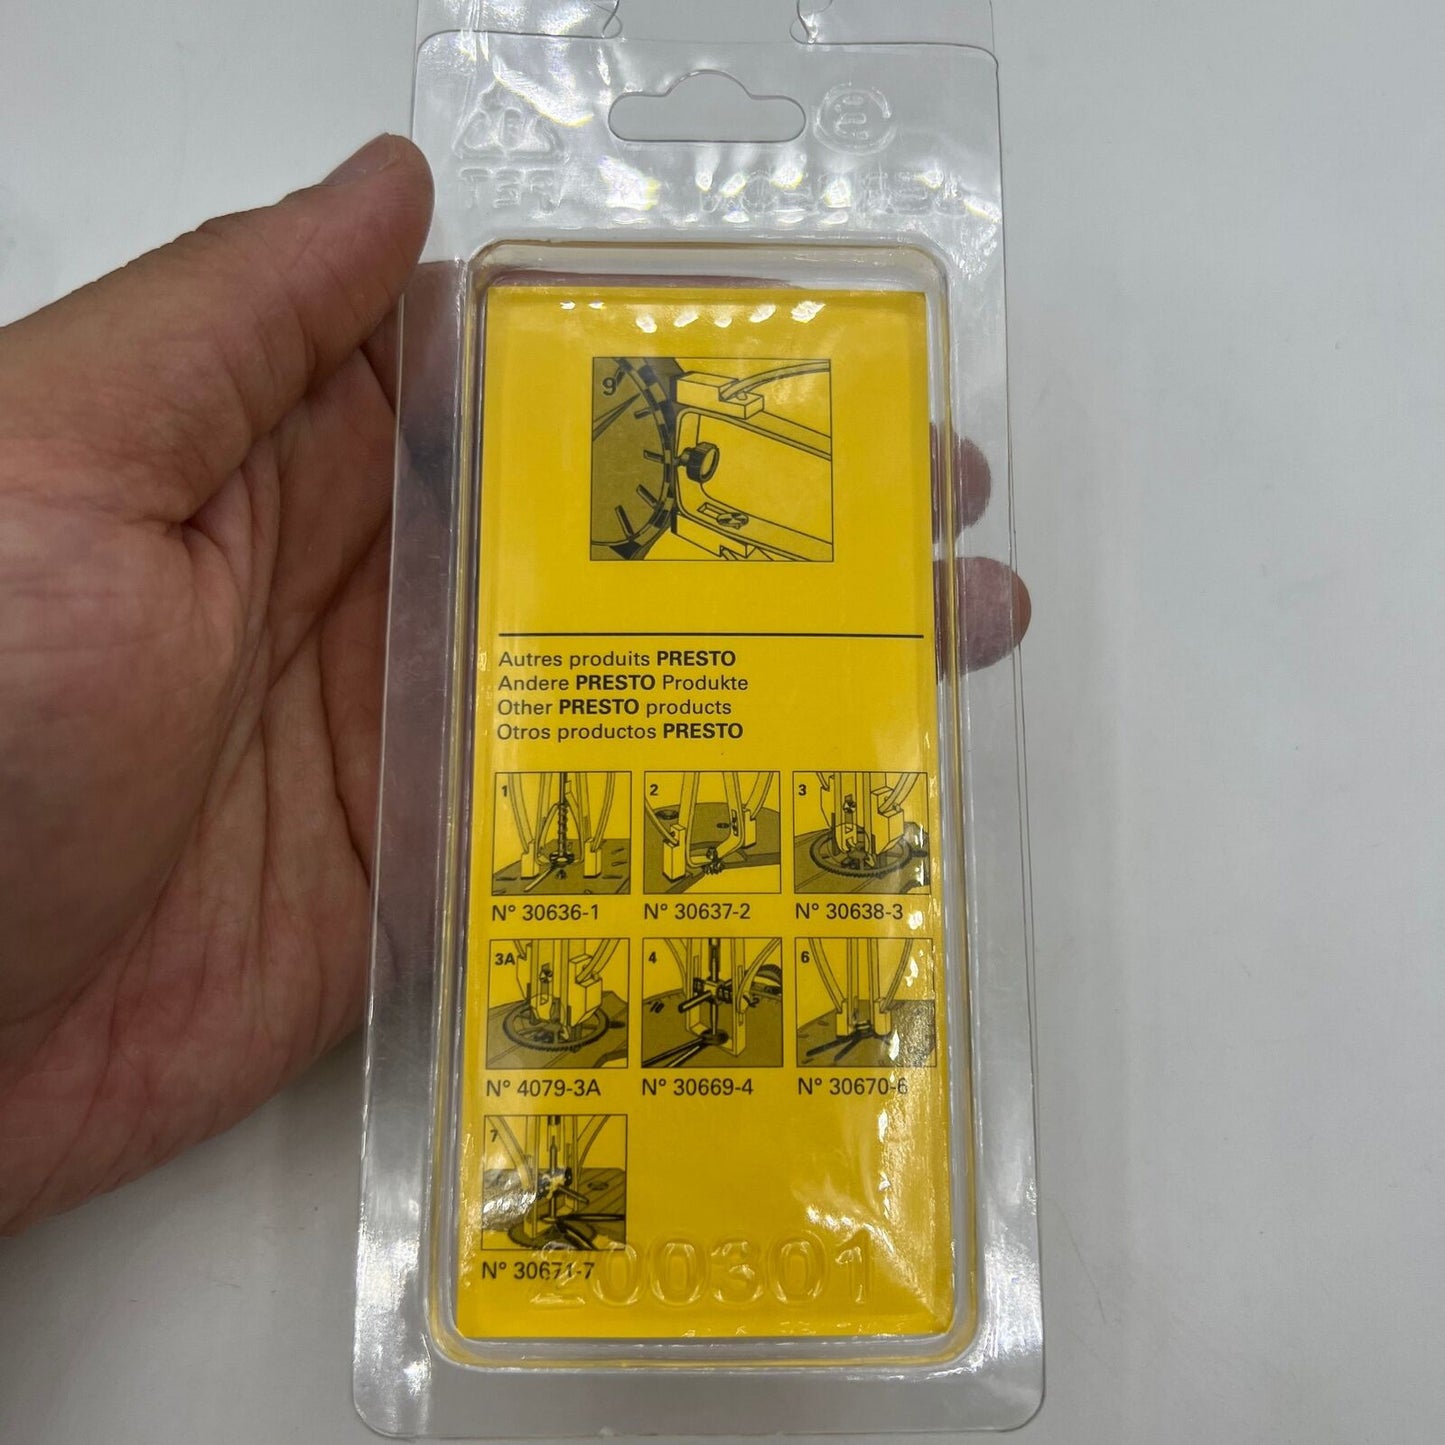 PET
9
Autres produits PRESTO
Andere PRESTO Produkte
Other PRESTO products
Otros productos PRESTO
1
2
3
N° 30636-1
N° 30637-2
N° 30638-3
3A
4
6
N° 4079-3A
N° 30669-4
N° 30670-6
7
N° 30671-7
200301